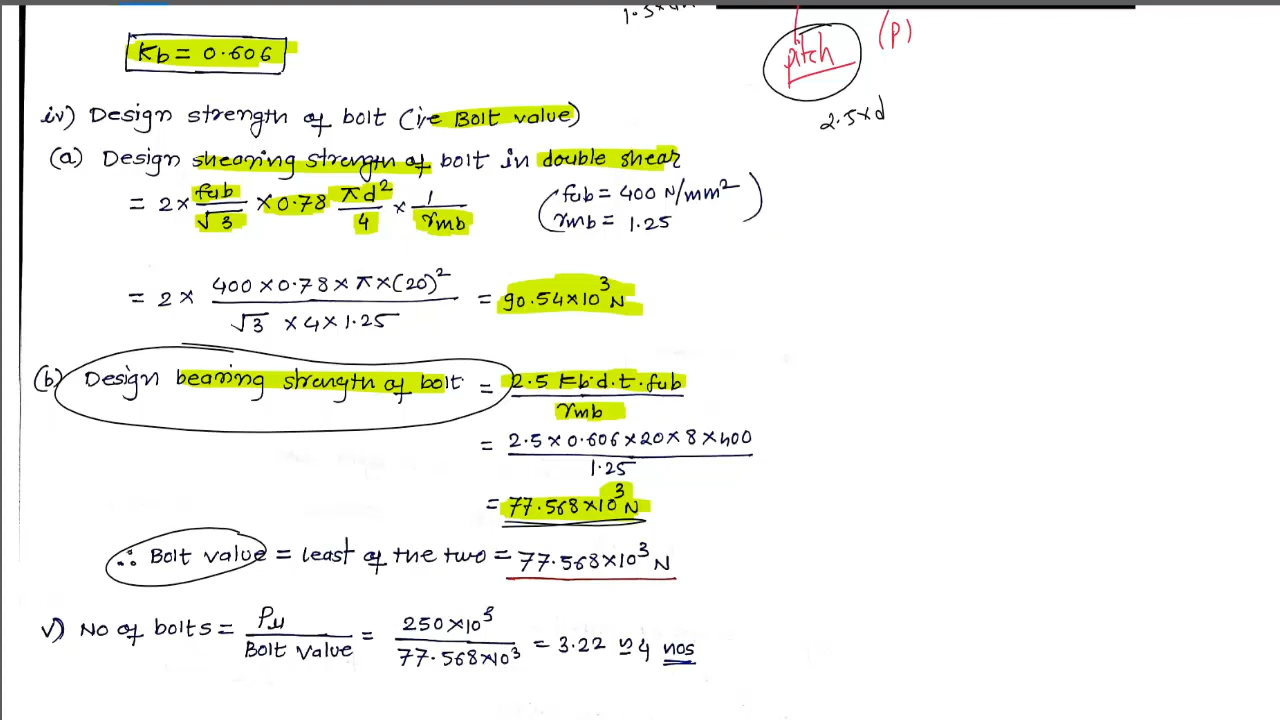 1.5×d
Kb = 0.606
pitch (P)
2.5×d
iv) Design strength of bolt (i,e Bolt value)
(a) Design shearing strength of bolt in double shear
= 2 × fub/√3 × 0.78 πd²/4 × 1/γmb (fub = 400 N/mm²
γmb = 1.25)
= 2 × 400 × 0.78 × π × (20)² / √3 × 4 × 1.25 = 90.54×10³ N
(b) Design bearing strength of bolt = 2.5 Kb.d.t.fub / γmb
= 2.5 × 0.606 × 20 × 8 × 400 / 1.25
= 77.568×10³ N
∴ Bolt value = least of the two = 77.568×10³ N
v) No of bolts = Pu / Bolt value = 250×10³ / 77.568×10³ = 3.22 ≃ 4 nos